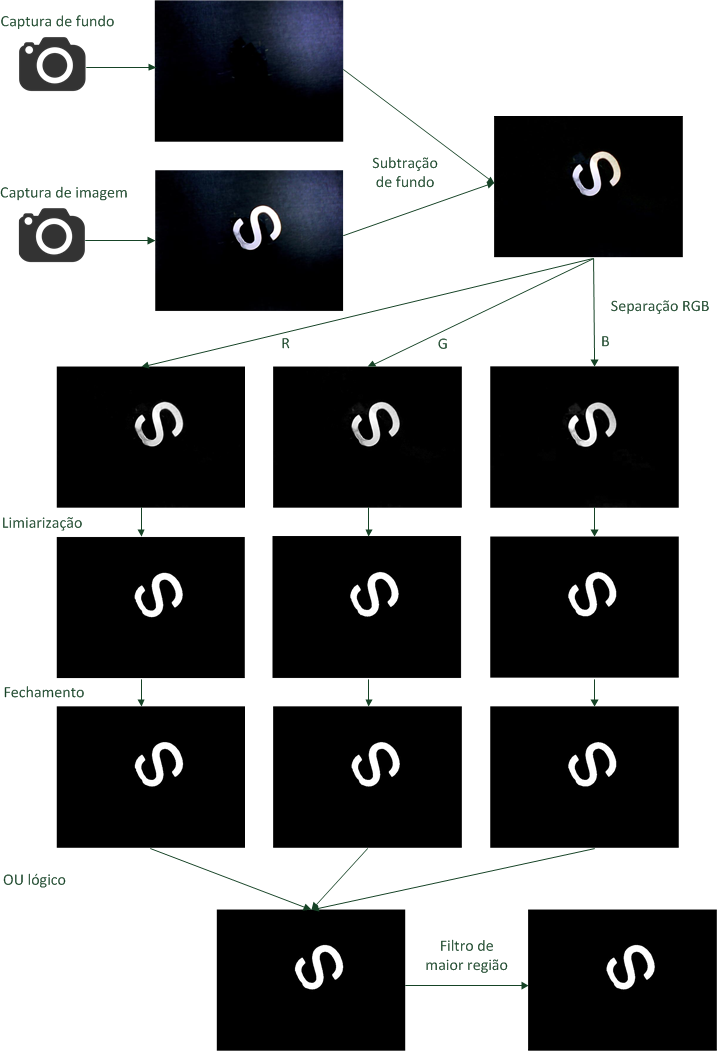 Captura de fundo
Captura de imagem
Subtração
de fundo
S
S
S
Separação RGB
R
G
B
S
S
S
Limiarização
S
S
S
Fechamento
S
S
S
OU lógico
S
Filtro de
maior região
S